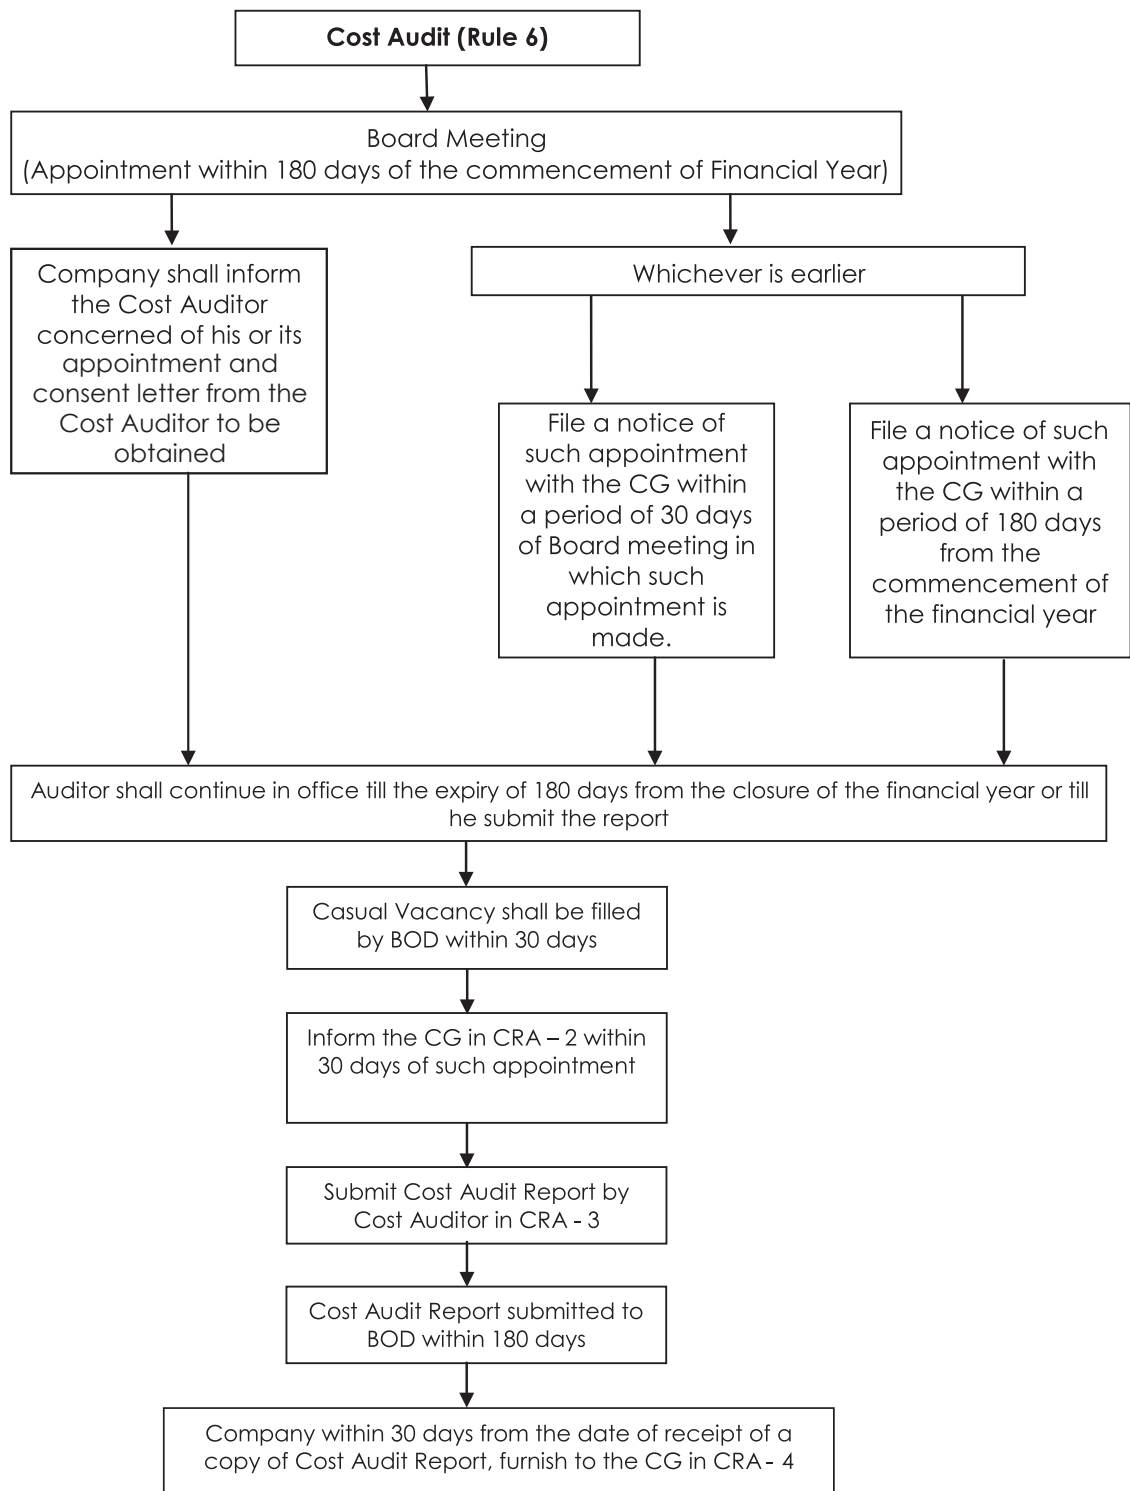 Cost Audit (Rule 6)
Board Meeting
(Appointment within 180 days of the commencement of Financial Year)
Company shall inform
the Cost Auditor
concerned of his or its
appointment and
consent letter from the
Cost Auditor to be
obtained
Whichever is earlier
File a notice of
such appointment
with the CG within
a period of 30 days
of Board meeting in
which such
appointment is
made.
File a notice of such
appointment with
the CG within a
period of 180 days
from the
commencement of
the financial year
Auditor shall continue in office till the expiry of 180 days from the closure of the financial year or till
he submit the report
Casual Vacancy shall be filled
by BOD within 30 days
Inform the CG in CRA – 2 within
30 days of such appointment
Submit Cost Audit Report by
Cost Auditor in CRA - 3
Cost Audit Report submitted to
BOD within 180 days
Company within 30 days from the date of receipt of a
copy of Cost Audit Report, furnish to the CG in CRA - 4